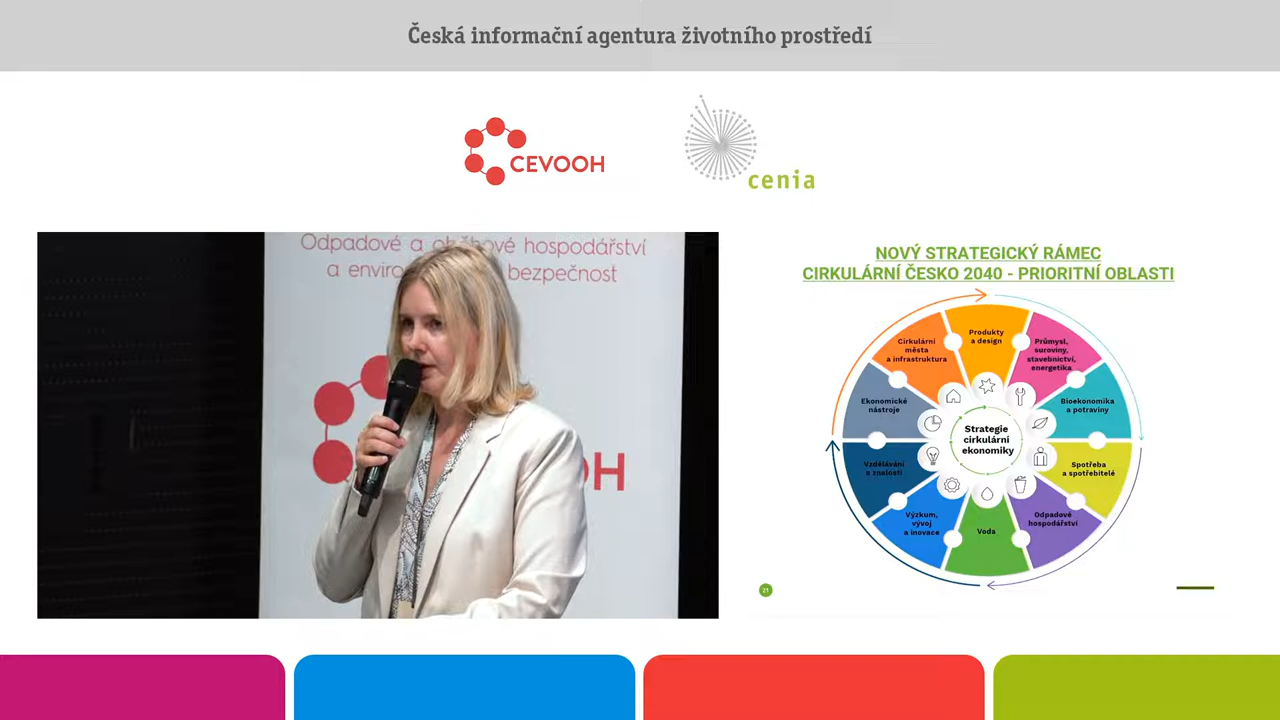 Česká informační agentura životního prostředí
CEVOOH
cenia
Odpadové a oběhové hospodářství
a enviro bezpečnost
OH
NOVÝ STRATEGICKÝ RÁMEC
CIRKULÁRNÍ ČESKO 2040 - PRIORITNÍ OBLASTI
Produkty
a design
Průmysl,
suroviny,
stavebnictví,
energetika
Bioekonomika
a potraviny
Spotřeba
a spotřebitelé
Odpadové
hospodářství
Voda
Výzkum,
vývoj
a inovace
Vzdělávání
a znalosti
Ekonomické
nástroje
Cirkulární
města
a infrastruktura
Strategie
cirkulární
ekonomiky
21